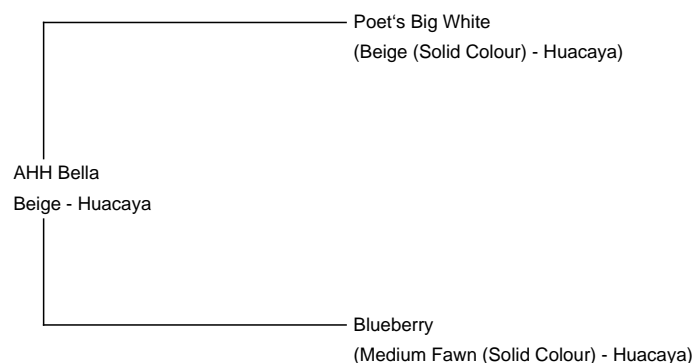 Poet‘s Big White
(Beige (Solid Colour) - Huacaya)
AHH Bella
Beige - Huacaya
Blueberry
(Medium Fawn (Solid Colour) - Huacaya)